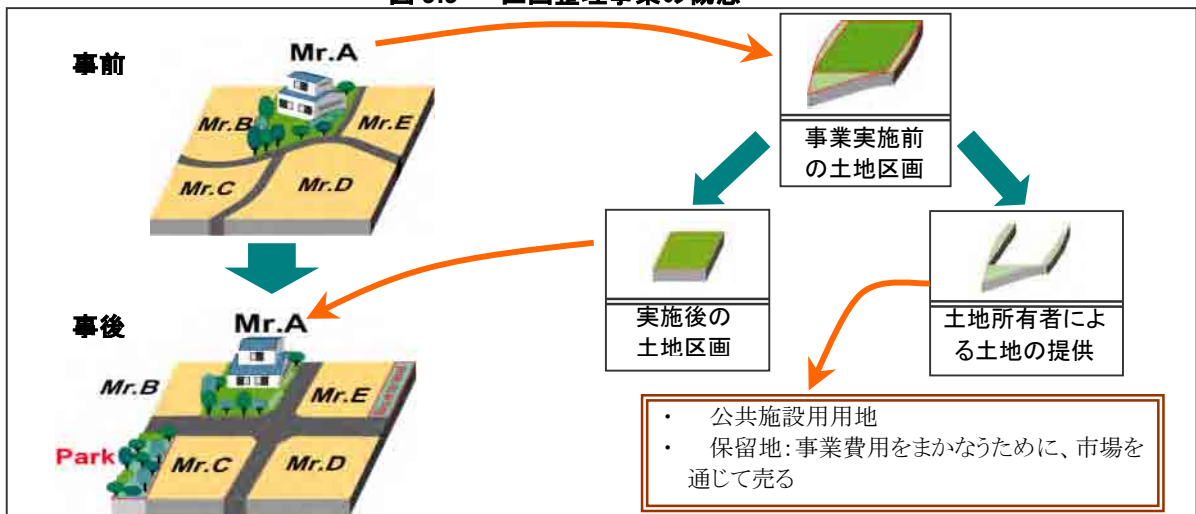 事前
Mr.A
Mr.B
Mr.E
Mr.C
Mr.D
事業実施前
の土地区画
実施後の
土地区画
土地所有者によ
る土地の提供
事後
Mr.A
Mr.B
Mr.E
Park
Mr.C
Mr.D
・ 公共施設用用地
・ 保留地:事業費用をまかなうために、市場を
通じて売る